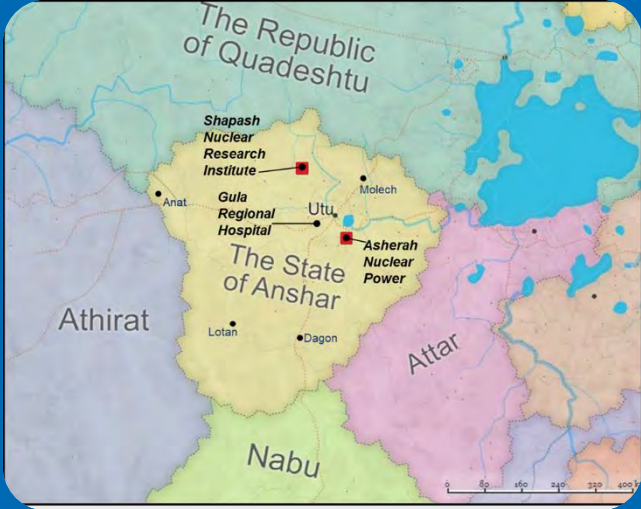 The Republic
of Quadeshtu
Shapash
Nuclear
Research
Institute
Molech
Anat
Gula
Regional
Hospital
Utu
Asherah
Nuclear
Power
The State
of Anshar
Athirat
Lotan
Dagon
Attar
Nabu
0 80 160 240 320 400 k